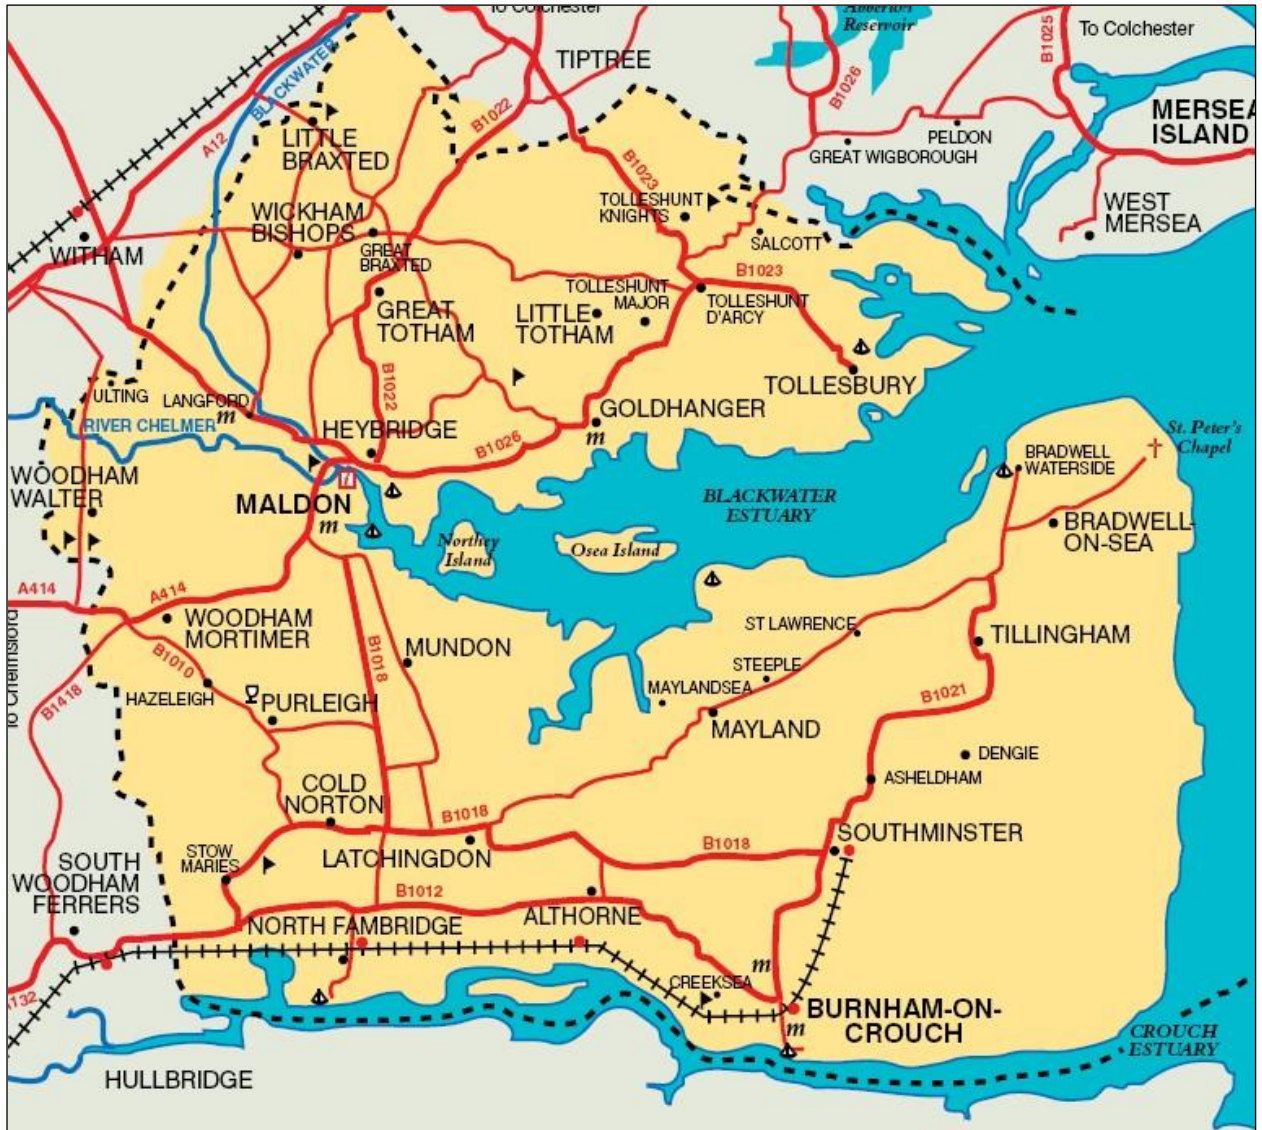 To Colchester
Abberton
Reservoir
To Colchester
B1025
TIPTREE
B1026
BLACKWATER
B1022
A12
MERSEA
ISLAND
PELDON
GREAT WIGBOROUGH
LITTLE
BRAXTED
B1023
TOLLESHUNT
KNIGHTS
WEST
MERSEA
WICKHAM
BISHOPS
WITHAM
GREAT
BRAXTED
SALCOTT
B1023
TOLLESHUNT
MAJOR
TOLLESHUNT
D'ARCY
GREAT
TOTHAM
LITTLE
TOTHAM
B1022
TOLLESBURY
ULTING
LANGFORD
m
GOLDHANGER
m
RIVER CHELMER
HEYBRIDGE
B1026
St. Peter's
Chapel
BRADWELL
WATERSIDE
WOODHAM
WALTER
i
MALDON
m
BLACKWATER
ESTUARY
BRADWELL-
ON-SEA
Northey
Island
Osea Island
A414
A414
WOODHAM
MORTIMER
ST LAWRENCE
TILLINGHAM
To Chelmsford
B1010
B1018
MUNDON
STEEPLE
HAZELEIGH
PURLEIGH
MAYLANDSEA
B1021
B1418
MAYLAND
DENGIE
ASHELDHAM
COLD
NORTON
B1018
SOUTHMINSTER
STOW
MARIES
LATCHINGDON
B1018
SOUTH
WOODHAM
FERRERS
B1012
NORTH FAMBRIDGE
ALTHORNE
m
CREEKSEA
A132
BURNHAM-ON-
CROUCH
m
CROUCH
ESTUARY
HULLBRIDGE